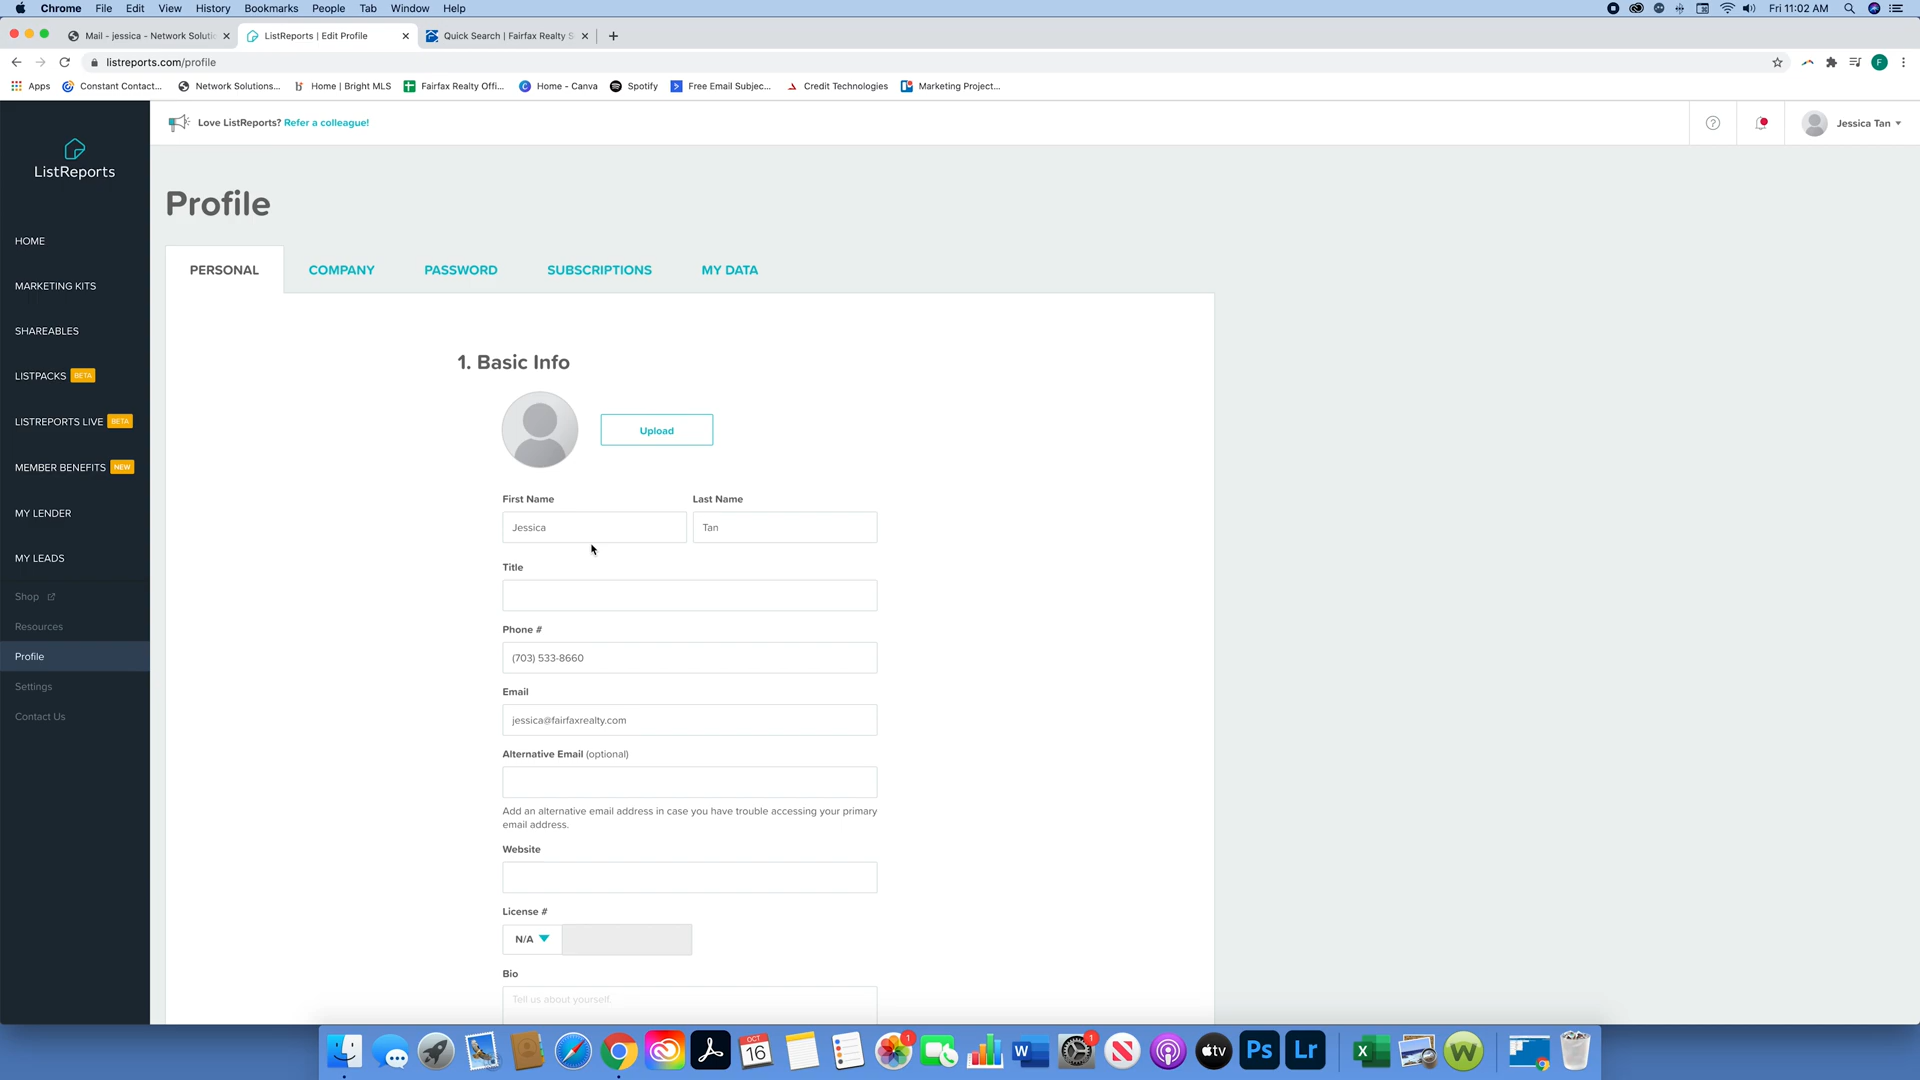 Chrome File Edit View History Bookmarks People Tab Window Help Fri 11:02 AM
Mail - jessica - Network Soluti ListReports | Edit Profile Quick Search | Fairfax Realty S
listreports.com/profile F
Apps Constant Contact... Network Solutions... Home | Bright MLS Fairfax Realty Offi... Home - Canva Spotify Free Email Subjec... Credit Technologies Marketing Project...
Love ListReports? Refer a colleague! Jessica Tan
ListReports
Profile
HOME
PERSONAL COMPANY PASSWORD SUBSCRIPTIONS MY DATA
MARKETING KITS
SHAREABLES
1. Basic Info
LISTPACKS BETA
LISTREPORTS LIVE BETA
Upload
MEMBER BENEFITS NEW
First Name Last Name
MY LENDER
Jessica Tan
MY LEADS
Title
Shop
Resources
Phone #
Profile
(703) 533-8660
Settings
Email
Contact Us
jessica@fairfaxrealty.com
Alternative Email (optional)
Add an alternative email address in case you have trouble accessing your primary
email address.
Website
License #
N/A
Bio
Tell us about yourself.
OCT
16
1
W
1
tv
Ps
Lr
X
W